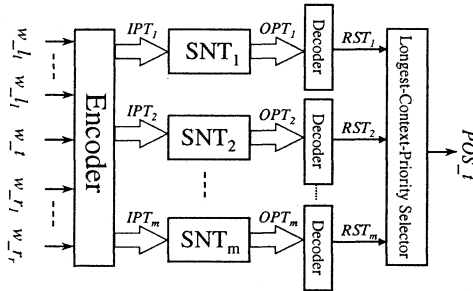 w_l_l
w_l_1
w_t
w_r_1
w_r_r
Encoder
IPT_1
SNT_1
OPT_1
Decoder
RST_1
IPT_2
SNT_2
OPT_2
Decoder
RST_2
IPT_m
SNT_m
OPT_m
Decoder
RST_m
Longest-Context-Priority Selector
POS_t